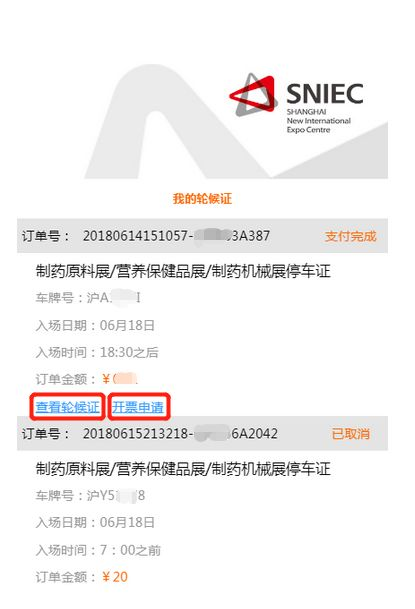 SNIEC
SHANGHAI
New International
Expo Centre
我的轮候证
订单号： 20180614151057- 3A387 支付完成
制药原料展/营养保健品展/制药机械展停车证
车牌号：沪A
入场日期：06月18日
入场时间：18:30之后
订单金额：￥
查看轮候证 开票申请
订单号： 20180615213218- 6A2042 已取消
制药原料展/营养保健品展/制药机械展停车证
车牌号：沪Y5 8
入场日期：06月18日
入场时间：7：00之前
订单金额：￥20